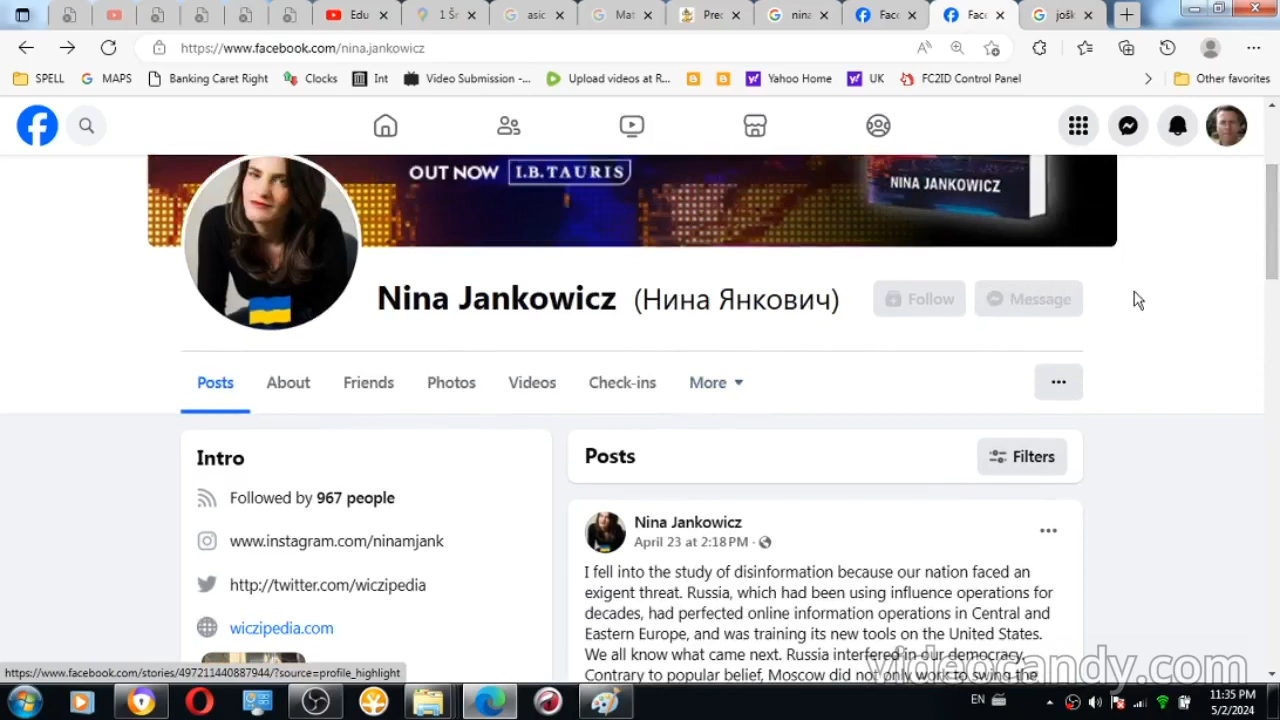 Edu
1 Šr
asic
Mat
Prec
nina
Face
Face
jošk
https://www.facebook.com/nina.jankowicz
SPELL
MAPS
Banking Caret Right
Clocks
Int
Video Submission -...
Upload videos at R...
Yahoo Home
UK
FC2ID Control Panel
Other favorites
OUT NOW I.B.TAURIS
NINA JANKOWICZ
Nina Jankowicz (Нина Янкович)
Follow
Message
Posts
About
Friends
Photos
Videos
Check-ins
More
Intro
Followed by 967 people
www.instagram.com/ninamjank
http://twitter.com/wiczipedia
wiczipedia.com
Posts
Filters
Nina Jankowicz
April 23 at 2:18 PM ·
I fell into the study of disinformation because our nation faced an
exigent threat. Russia, which had been using influence operations for
decades, had perfected online information operations in Central and
Eastern Europe, and was training its new tools on the United States.
We all know what came next. Russia interfered in our democracy.
Contrary to popular belief, Moscow did not only work to swing the
https://www.facebook.com/stories/497211440887944/?source=profile_highlight
videocandy.com
EN
11:35 PM
5/2/2024